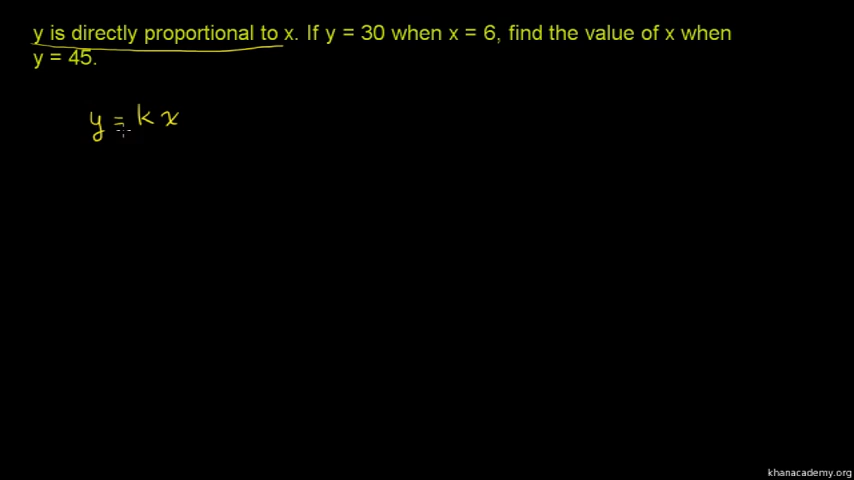 y is directly proportional to x. If y = 30 when x = 6, find the value of x when
y = 45.
y = k x
khanacademy.org